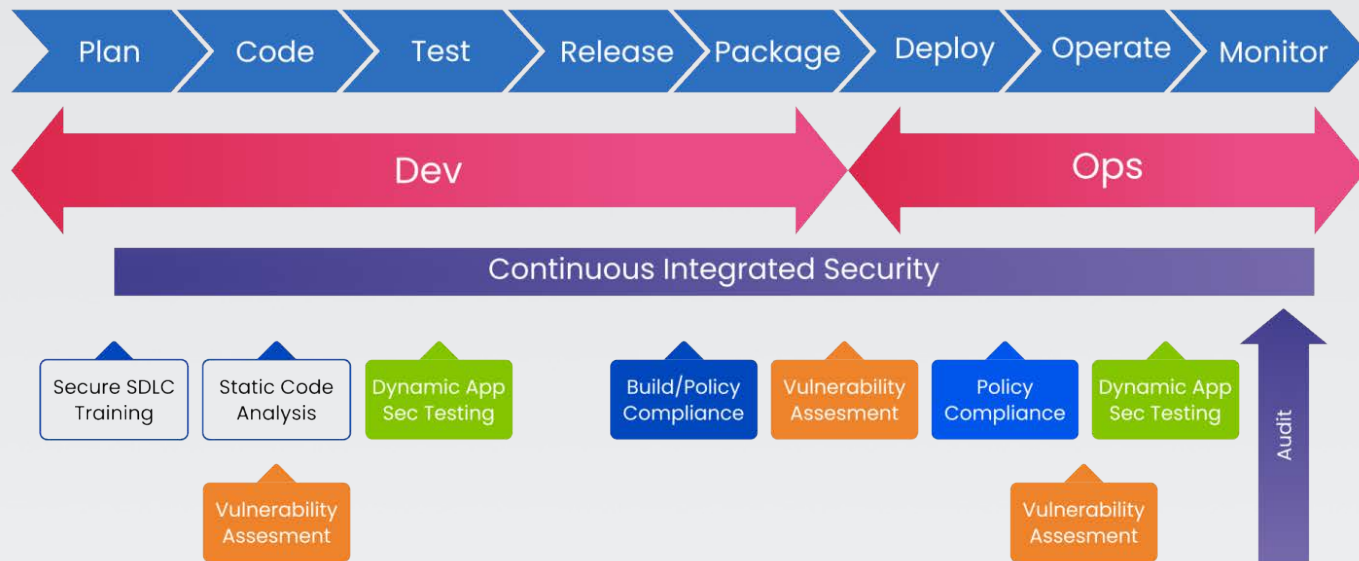 Plan
Code
Test
Release
Package
Deploy
Operate
Monitor
Dev
Ops
Continuous Integrated Security
Secure SDLC
Training
Static Code
Analysis
Dynamic App
Sec Testing
Build/Policy
Compliance
Vulnerability
Assesment
Policy
Compliance
Dynamic App
Sec Testing
Audit
Vulnerability
Assesment
Vulnerability
Assesment